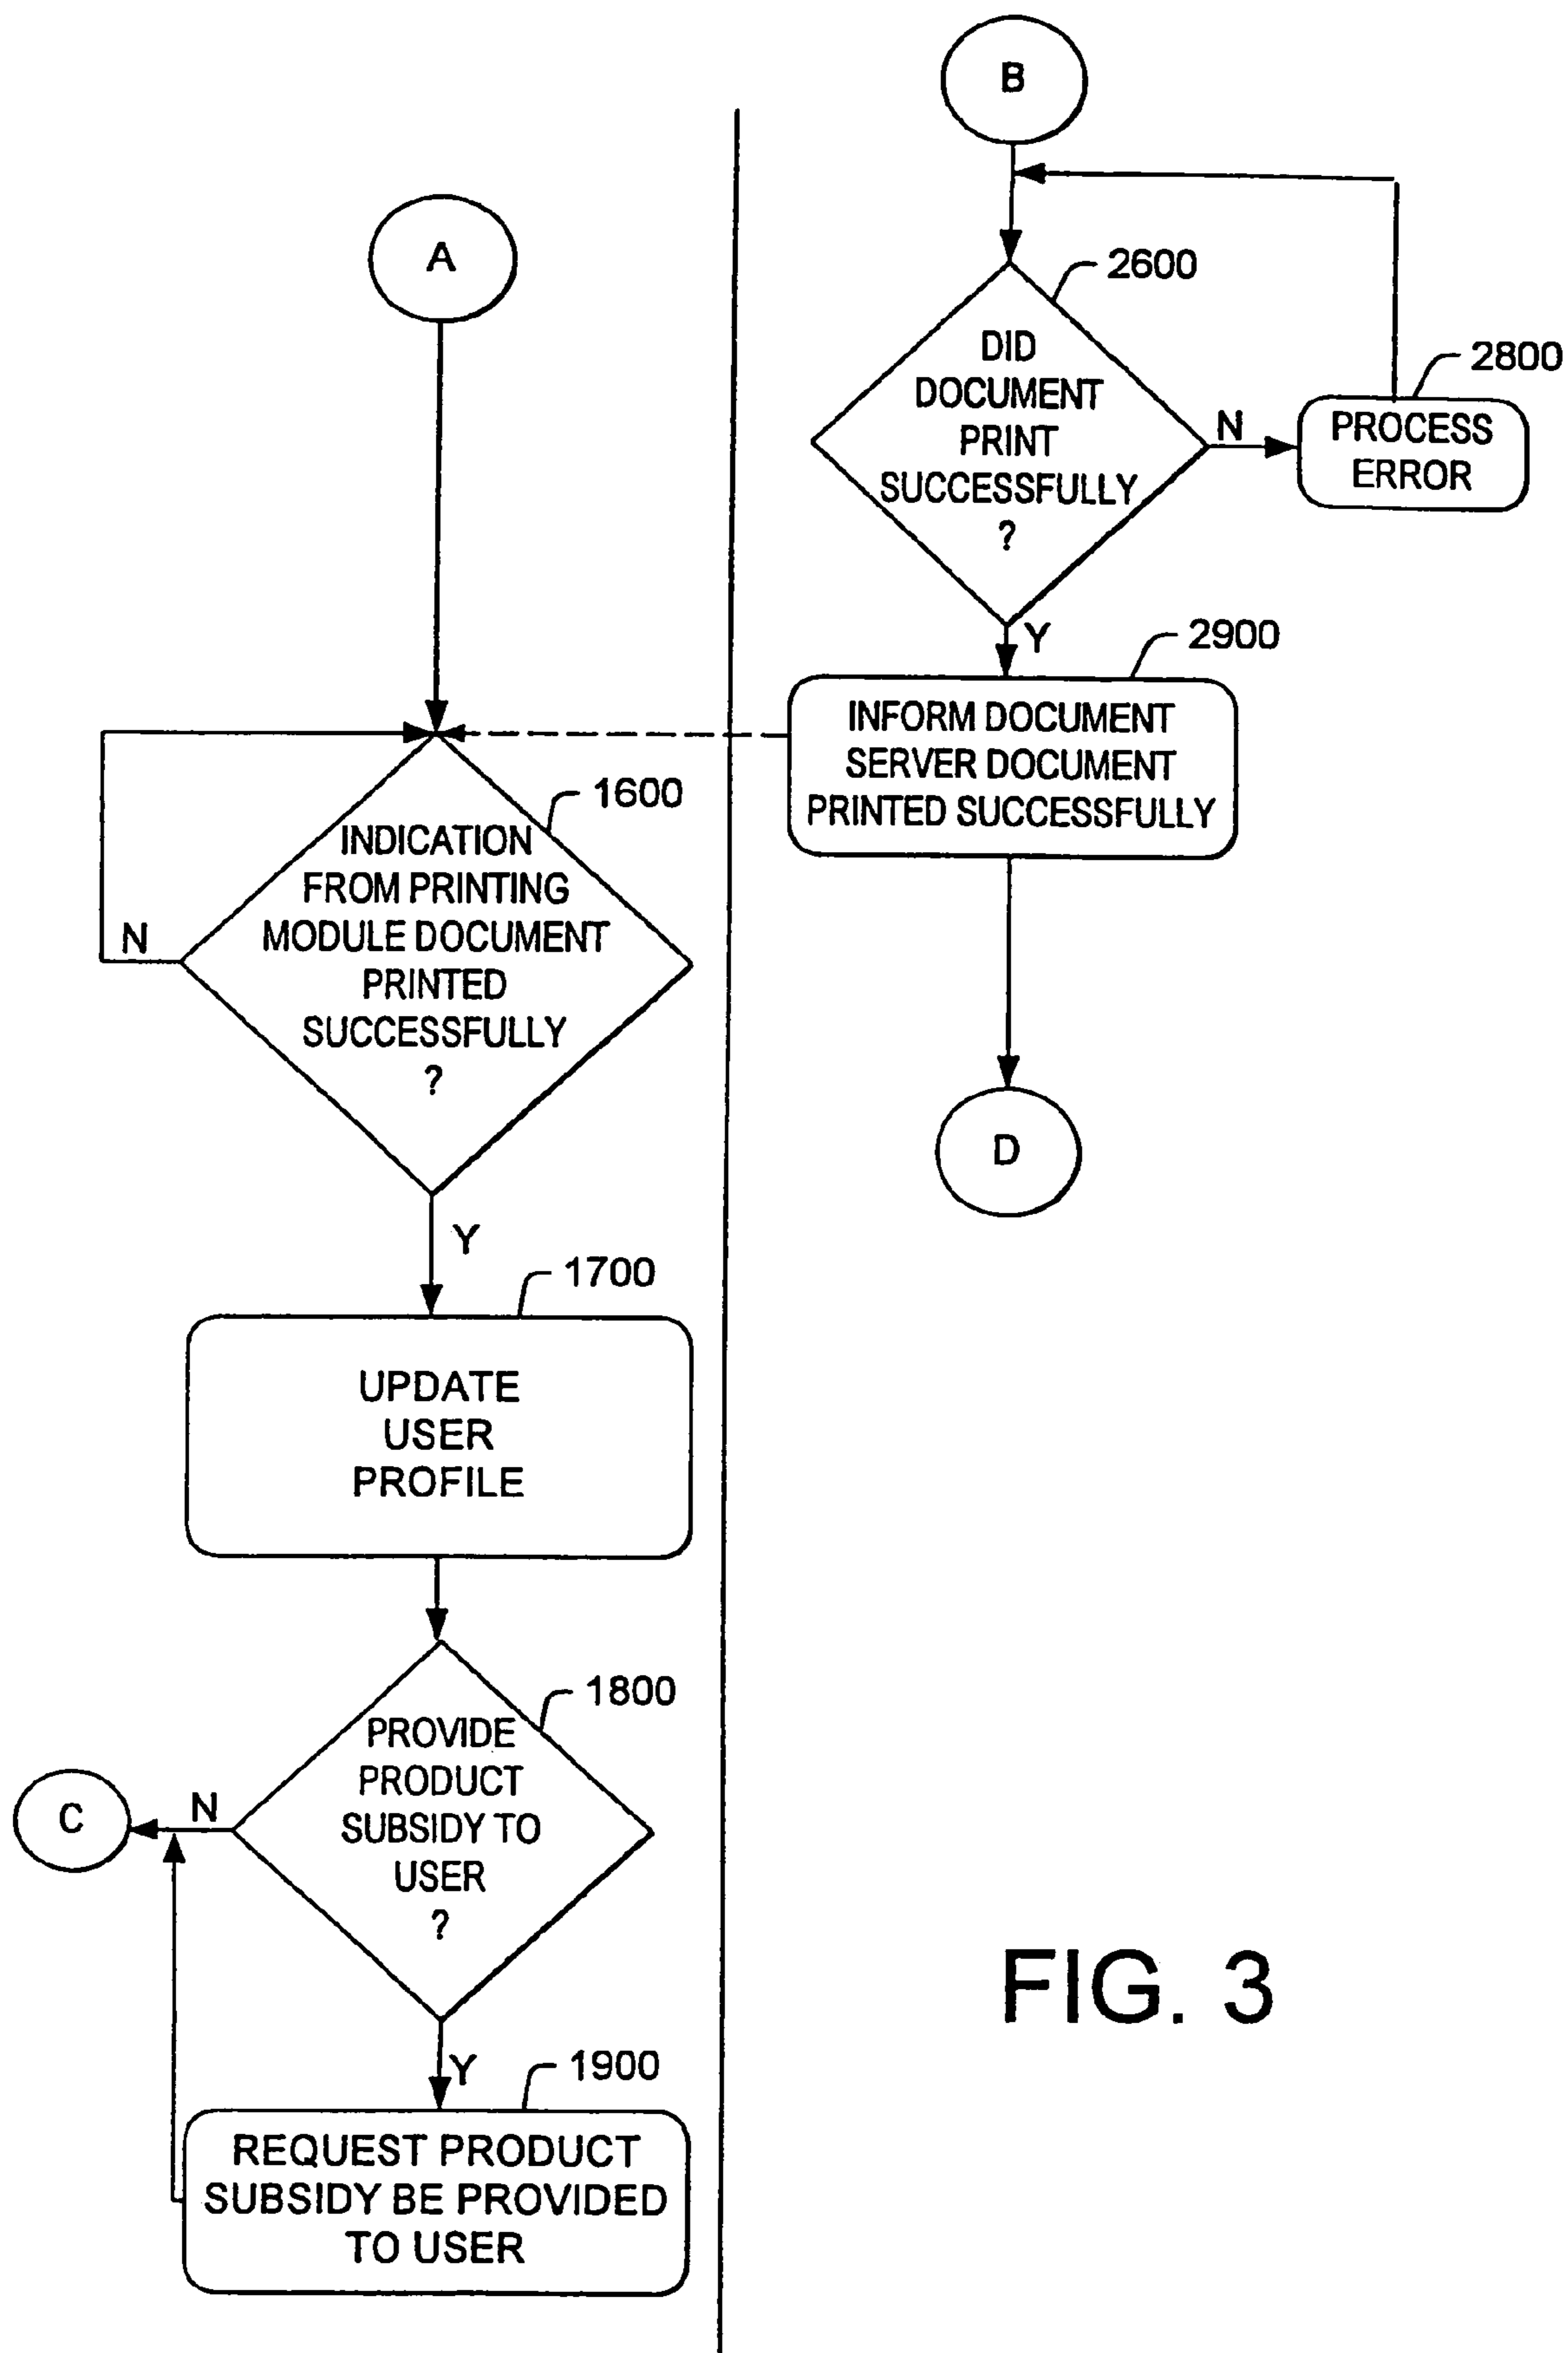 A
1600
INDICATION
FROM PRINTING
MODULE DOCUMENT
PRINTED
SUCCESSFULLY
?
N
Y
1700
UPDATE
USER
PROFILE
1800
PROVIDE
PRODUCT
SUBSIDY TO
USER
?
N
C
Y
1900
REQUEST PRODUCT
SUBSIDY BE PROVIDED
TO USER
B
2600
DID
DOCUMENT
PRINT
SUCCESSFULLY
?
N
2800
PROCESS
ERROR
Y
2900
INFORM DOCUMENT
SERVER DOCUMENT
PRINTED SUCCESSFULLY
D
FIG. 3